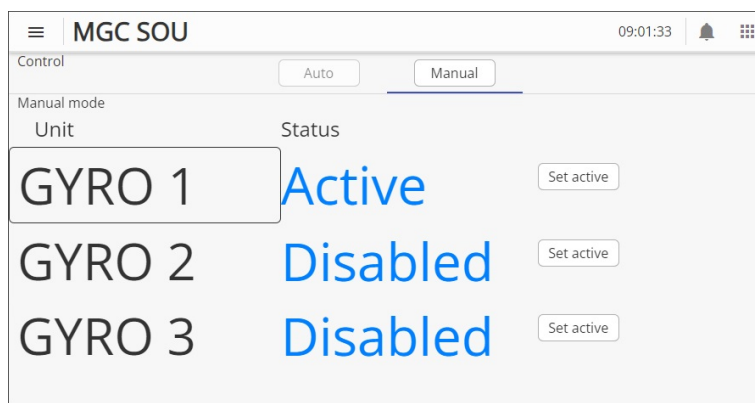 MGC SOU 09:01:33
Control Auto Manual
Manual mode
Unit Status
GYRO 1 Active Set active
GYRO 2 Disabled Set active
GYRO 3 Disabled Set active